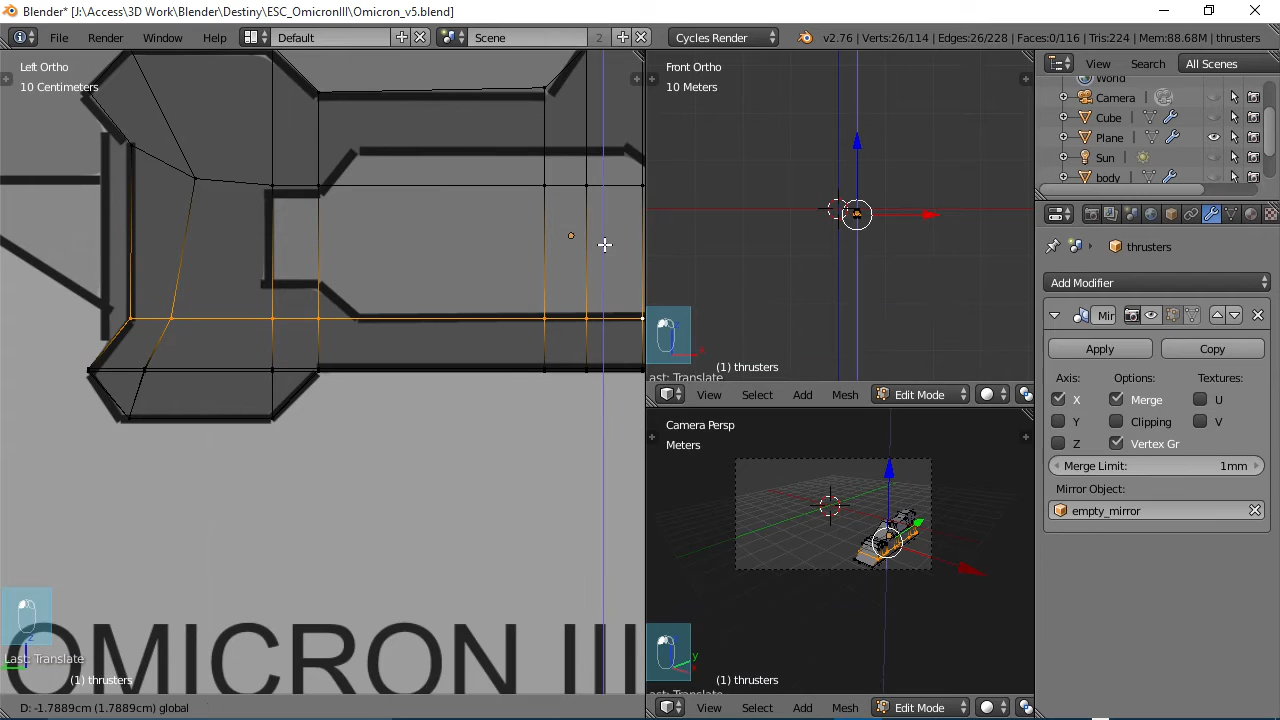 Blender* [J:\Access\3D Work\Blender\Destiny\ESC_OmicronIII\Omicron_v5.blend]
File Render Window Help Default Scene 2 Cycles Render v2.76 | Verts:26/114 | Edges:26/228 | Faces:0/116 | Tris:224 | Mem:88.68M | thrusters
Left Ortho
10 Centimeters
Front Ortho
10 Meters
View Search All Scenes
World
Camera
Cube
Plane
Sun
body
thrusters
Add Modifier
Mir
Apply Copy
Axis: Options: Textures:
X Merge U
Y Clipping V
Z Vertex Gr
Merge Limit: 1mm
Mirror Object:
empty_mirror
(1) thrusters
Last: Translate
View Select Add Mesh Edit Mode
Camera Persp
Meters
OMICRON III
Last: Translate
(1) thrusters
(1) thrusters
Last: Translate
D: -1.7889cm (1.7889cm) global
View Select Add Mesh Edit Mode